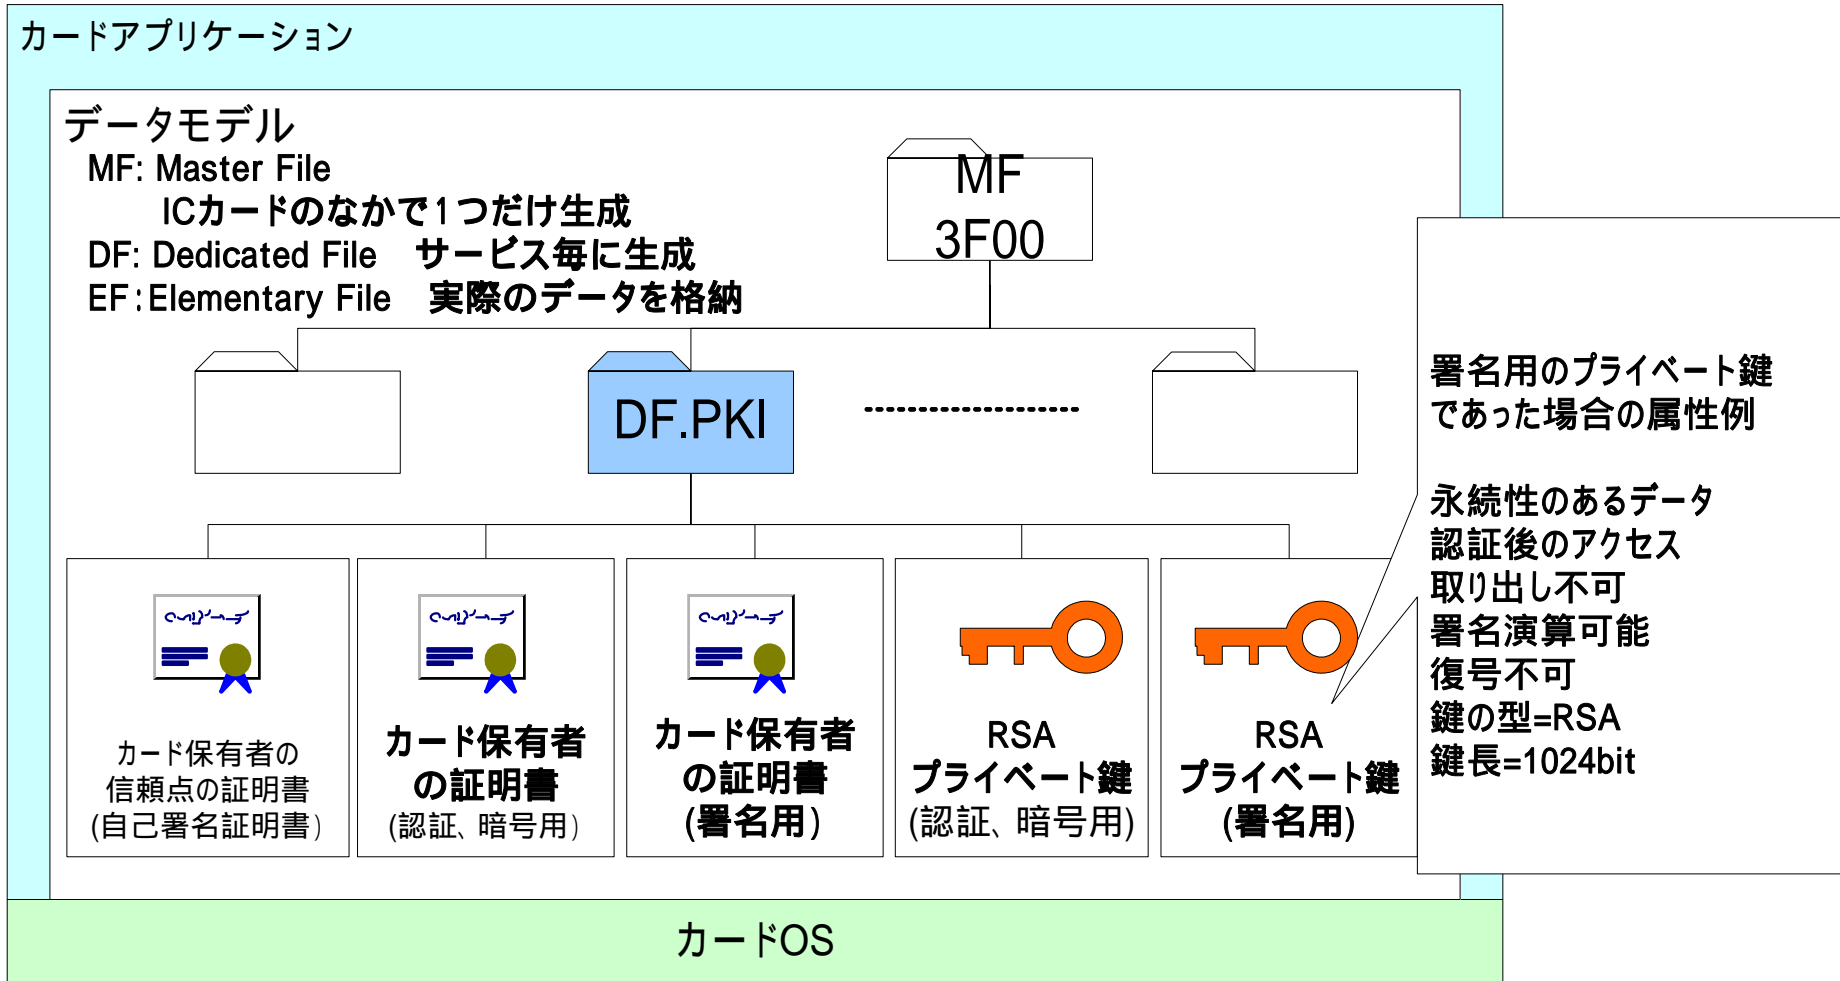 カードアプリケーション
データモデル
MF: Master File
ICカードのなかで1つだけ生成
DF: Dedicated File　サービス毎に生成
EF:Elementary File　実際のデータを格納
MF
3F00
DF.PKI
カード保有者の
信頼点の証明書
(自己署名証明書)
カード保有者
の証明書
(認証、暗号用)
カード保有者
の証明書
(署名用)
RSA
プライベート鍵
(認証、暗号用)
RSA
プライベート鍵
(署名用)
署名用のプライベート鍵
であった場合の属性例
永続性のあるデータ
認証後のアクセス
取り出し不可
署名演算可能
復号不可
鍵の型=RSA
鍵長=1024bit
カードOS